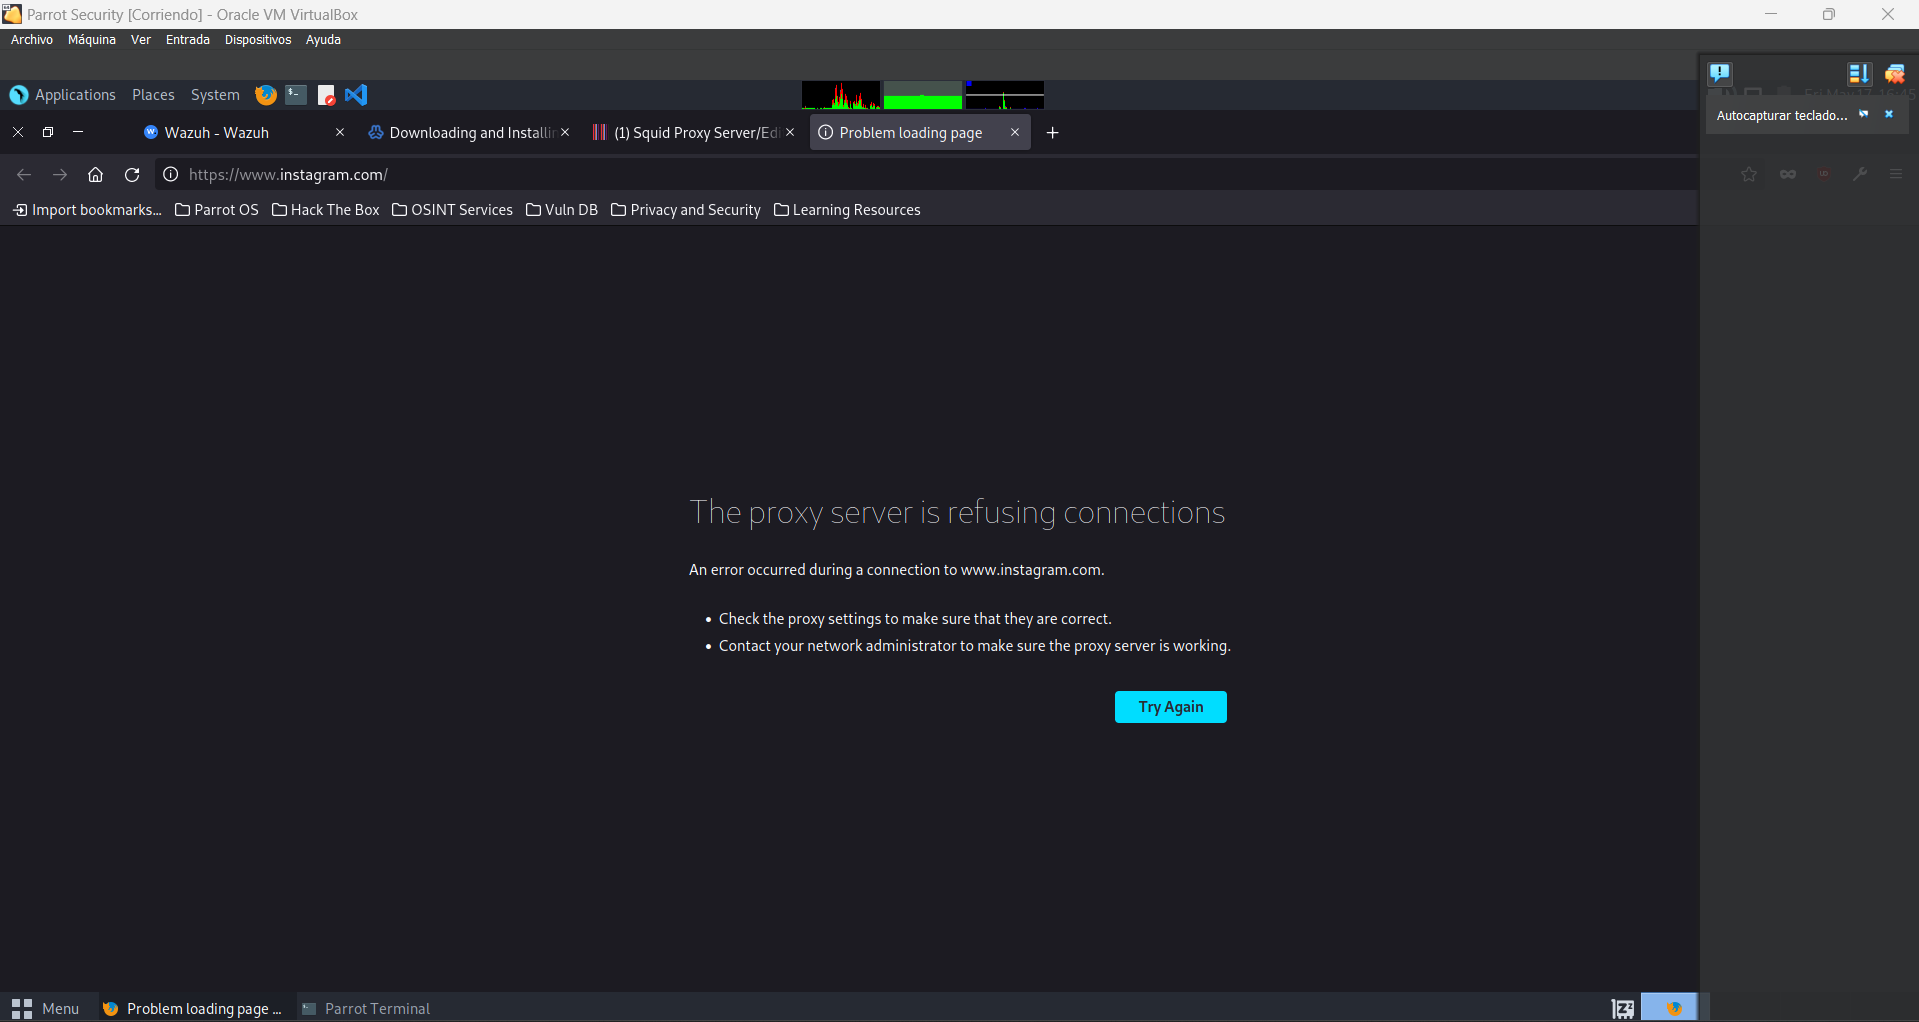 Parrot Security [Corriendo] - Oracle VM VirtualBox
Archivo Máquina Ver Entrada Dispositivos Ayuda
Applications Places System
Autocapturar teclado...
Wazuh - Wazuh
Downloading and Installin
(1) Squid Proxy Server/Edi
Problem loading page
https://www.instagram.com/
Import bookmarks...
Parrot OS
Hack The Box
OSINT Services
Vuln DB
Privacy and Security
Learning Resources
The proxy server is refusing connections
An error occurred during a connection to www.instagram.com.
• Check the proxy settings to make sure that they are correct.
• Contact your network administrator to make sure the proxy server is working.
Try Again
Menu
Problem loading page ...
Parrot Terminal